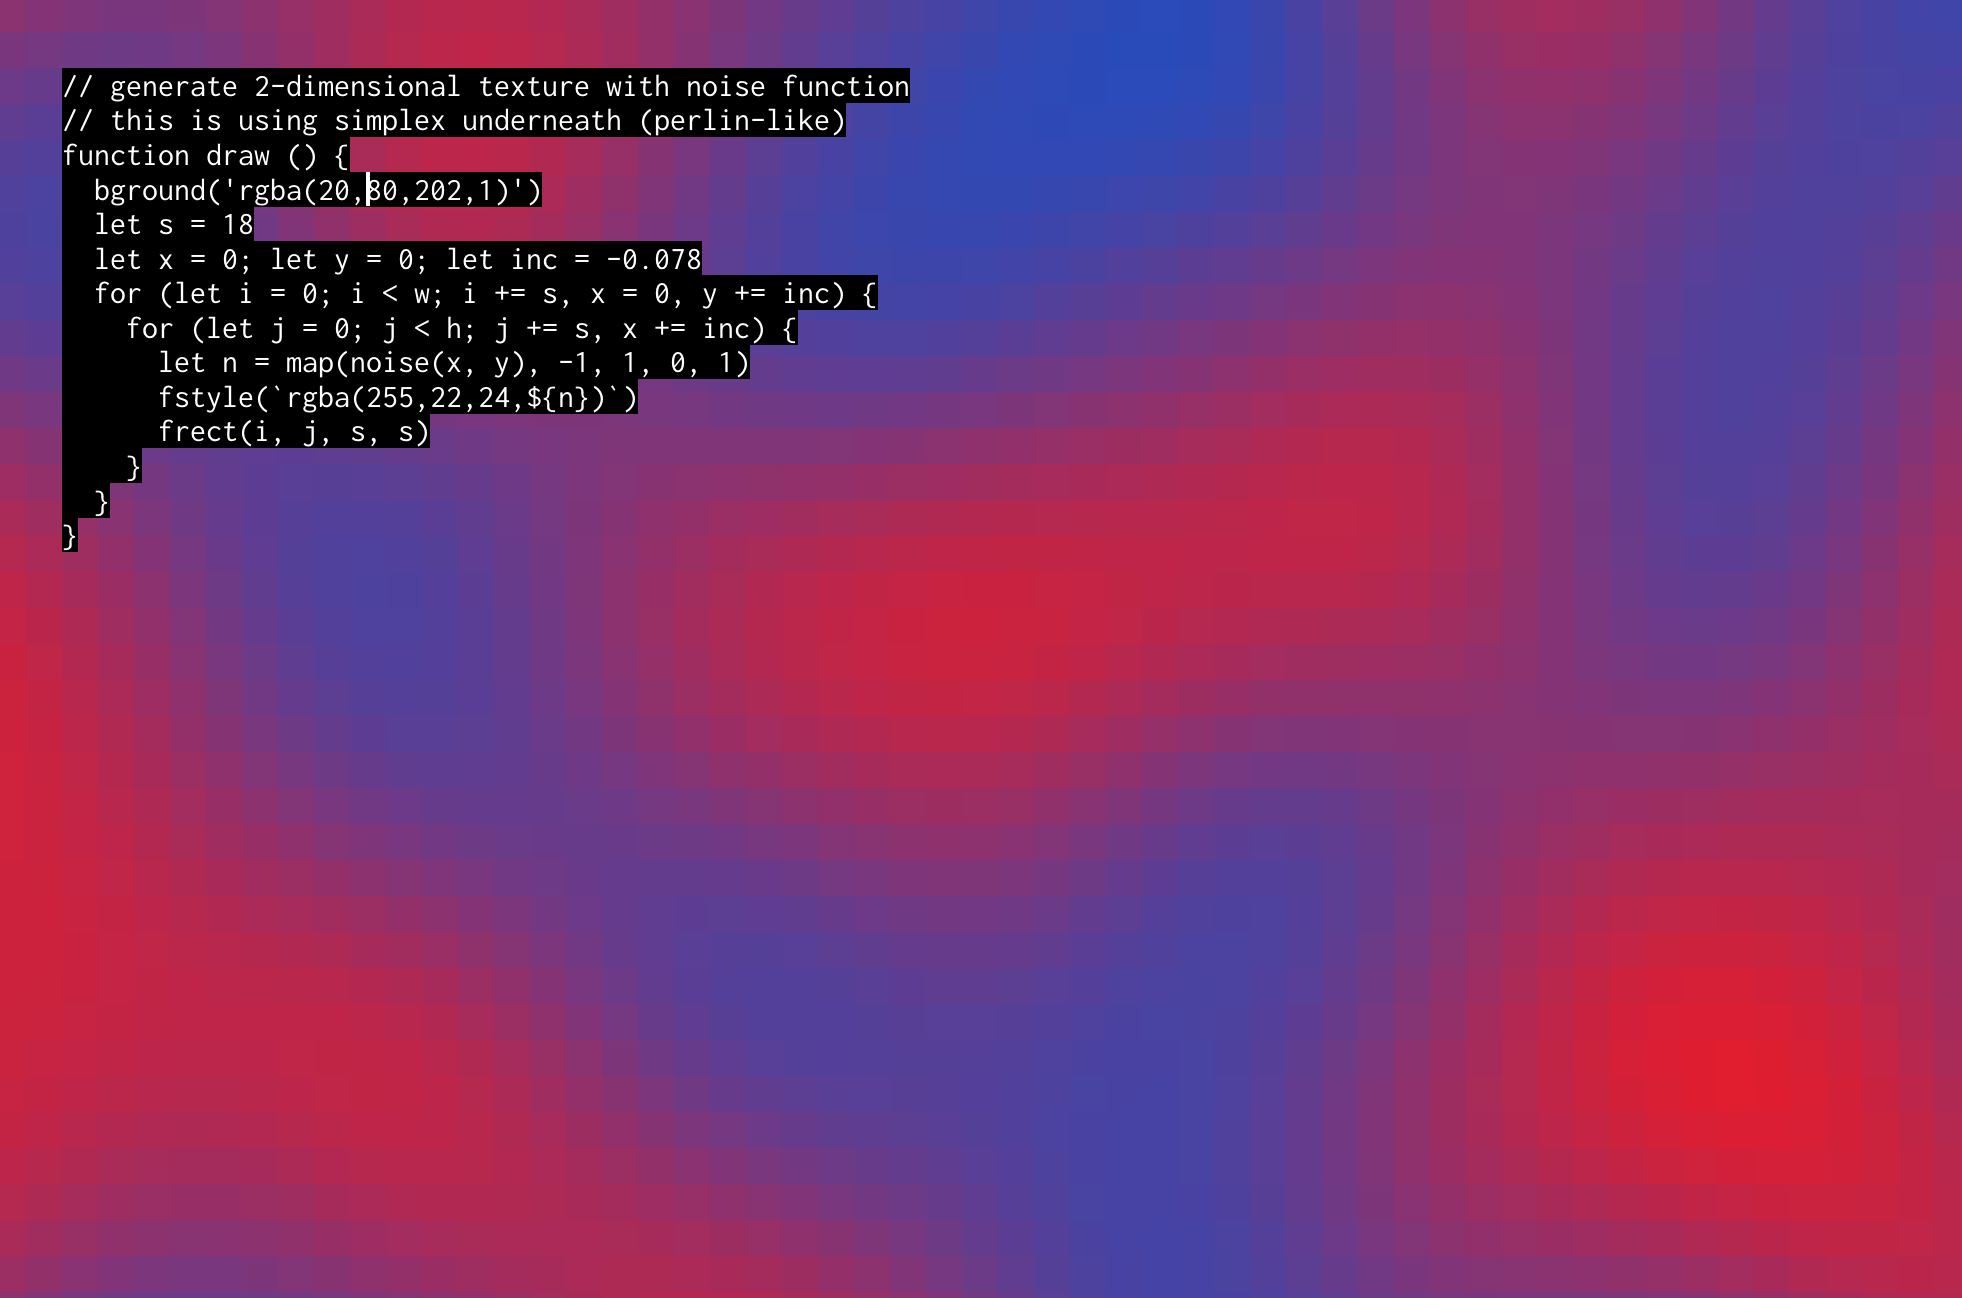 // generate 2-dimensional texture with noise function
// this is using simplex underneath (perlin-like)
function draw () {
  bground('rgba(20,80,202,1)')
  let s = 18
  let x = 0; let y = 0; let inc = -0.078
  for (let i = 0; i < w; i += s, x = 0, y += inc) {
    for (let j = 0; j < h; j += s, x += inc) {
      let n = map(noise(x, y), -1, 1, 0, 1)
      fstyle(`rgba(255,22,24,${n})`)
      frect(i, j, s, s)
    }
  }
}